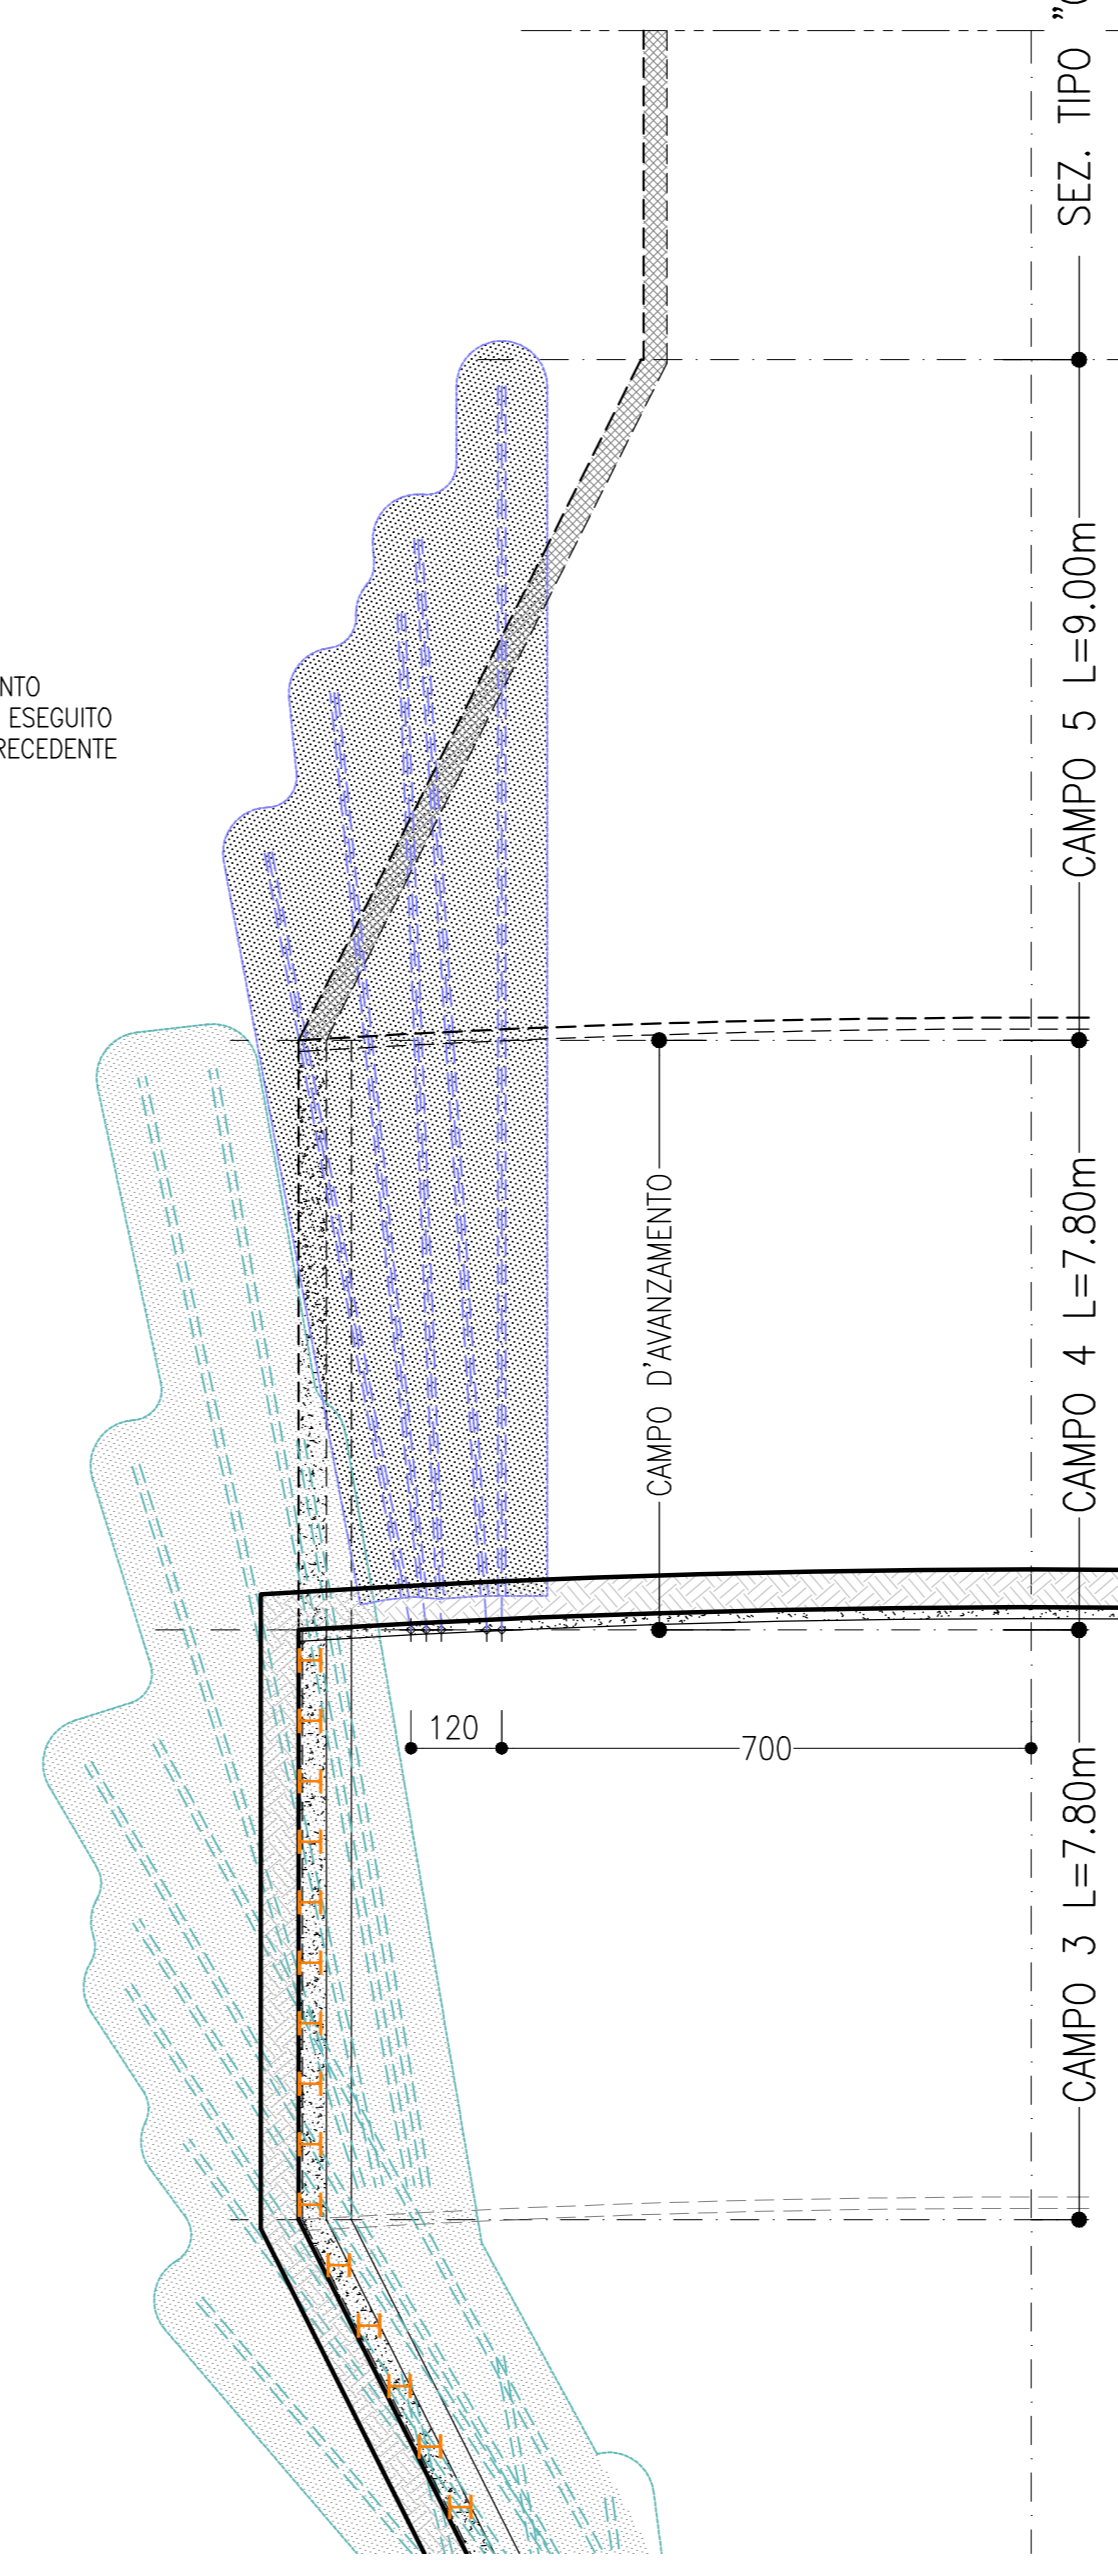 SEZ. TIPO "
NTO
ESEGUITO
RECEDENTE
CAMPO 5 L=9.00m
CAMPO D'AVANZAMENTO
CAMPO 4 L=7.80m
120
700
CAMPO 3 L=7.80m